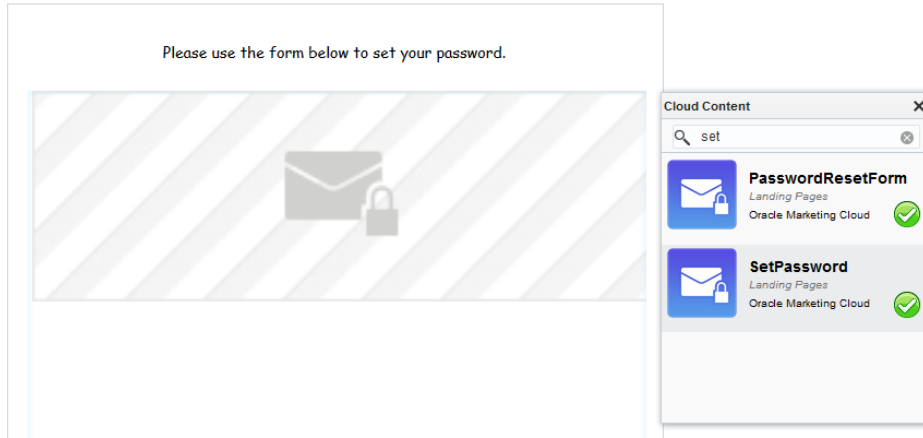 Please use the form below to set your password.
Cloud Content
set
PasswordResetForm
Landing Pages
Oracle Marketing Cloud
SetPassword
Landing Pages
Oracle Marketing Cloud